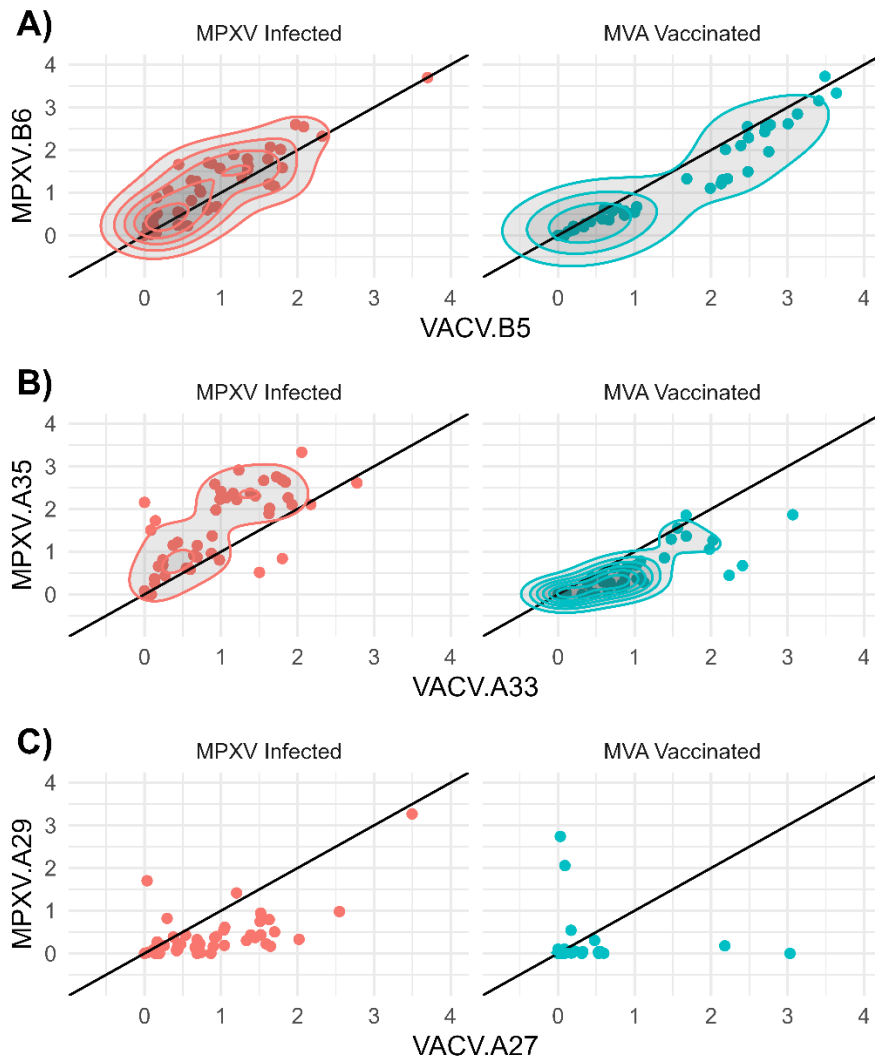 A)
MPXV Infected MVA Vaccinated
MPXV.B6
4
3
2
1
0
0 1 2 3 4 0 1 2 3 4
VACV.B5
B)
MPXV Infected MVA Vaccinated
MPXV.A35
4
3
2
1
0
0 1 2 3 4 0 1 2 3 4
VACV.A33
C)
MPXV Infected MVA Vaccinated
MPXV.A29
4
3
2
1
0
0 1 2 3 4 0 1 2 3 4
VACV.A27